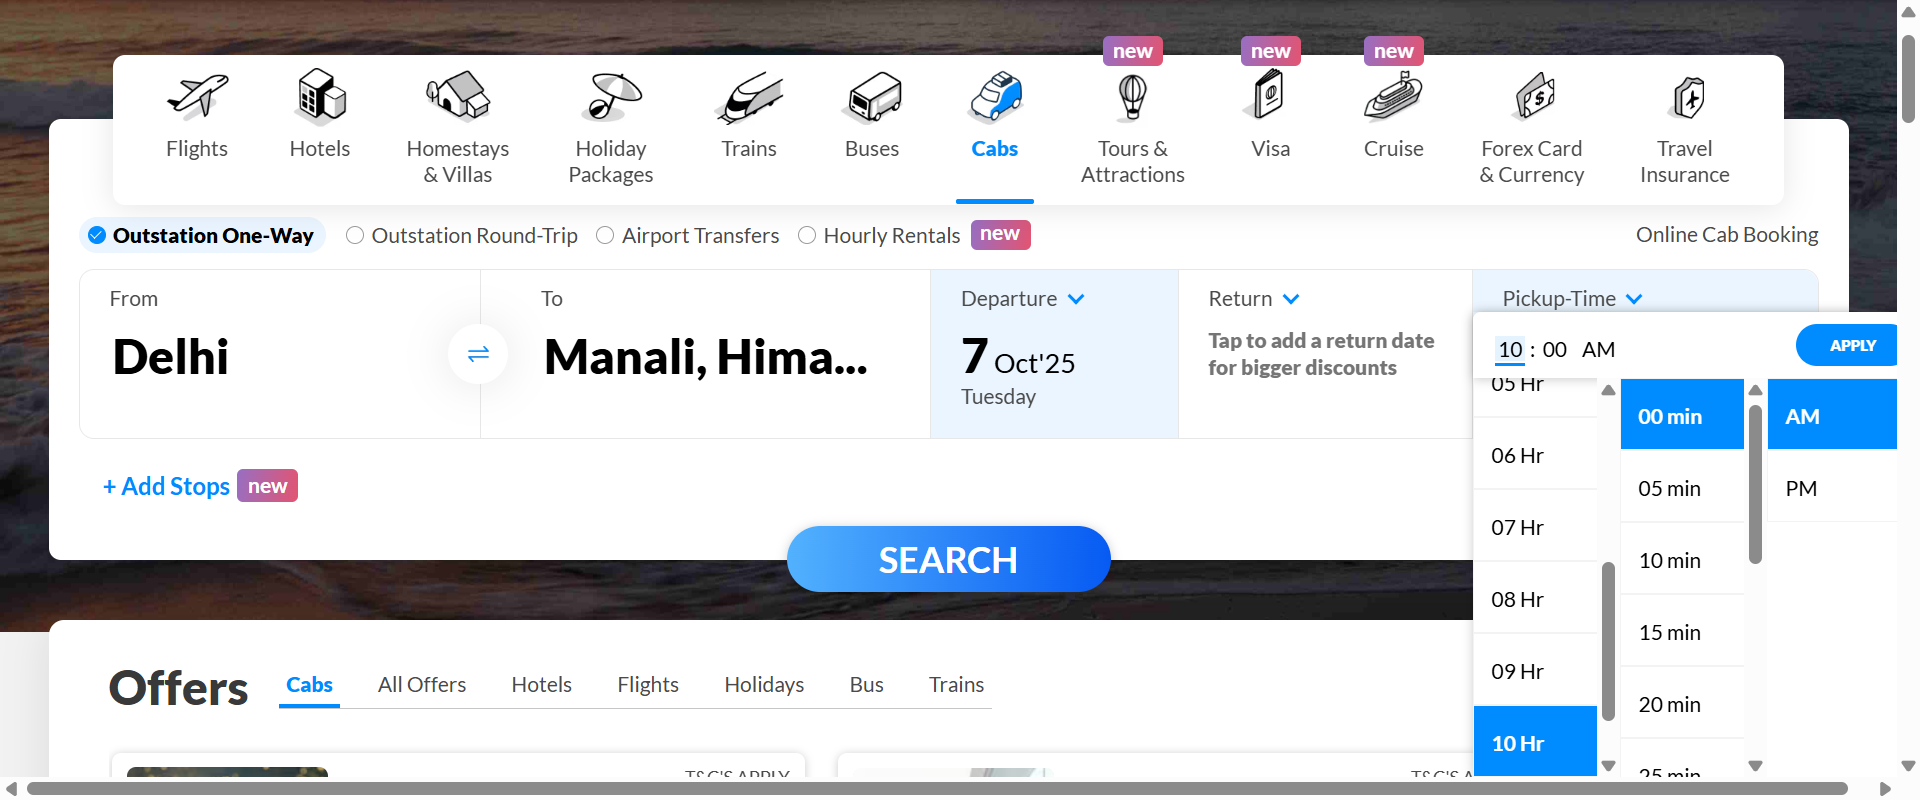 new
new
new
Flights
Hotels
Homestays
& Villas
Holiday
Packages
Trains
Buses
Cabs
Tours &
Attractions
Visa
Cruise
Forex Card
& Currency
Travel
Insurance
Outstation One-Way
Outstation Round-Trip
Airport Transfers
Hourly Rentals
new
Online Cab Booking
From
Delhi
To
Manali, Hima...
Departure
7 Oct'25
Tuesday
Return
Tap to add a return date
for bigger discounts
Pickup-Time
10 : 00 AM
APPLY
05 Hr
06 Hr
07 Hr
08 Hr
09 Hr
10 Hr
00 min
05 min
10 min
15 min
20 min
25 min
AM
PM
+ Add Stops
new
SEARCH
Offers
Cabs
All Offers
Hotels
Flights
Holidays
Bus
Trains
T&C'S APPLY
T&C'S A